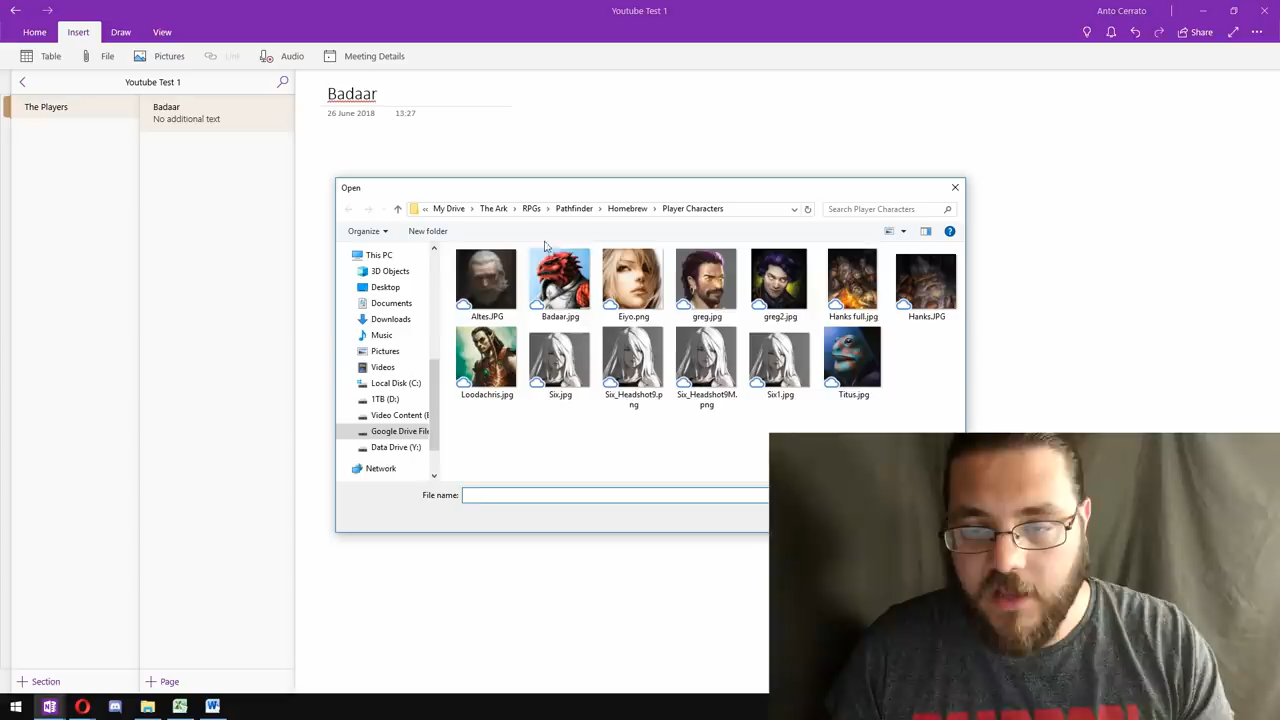 Youtube Test 1
Anto Cerrato
Home
Insert
Draw
View
Share
Table
File
Pictures
Link
Audio
Meeting Details
Youtube Test 1
The Players
Badaar
No additional text
Badaar
26 June 2018
13:27
Open
My Drive
The Ark
RPGs
Pathfinder
Homebrew
Player Characters
Search Player Characters
Organize
New folder
This PC
3D Objects
Desktop
Documents
Downloads
Music
Pictures
Videos
Local Disk (C:)
1TB (D:)
Video Content (E
Google Drive File
Data Drive (Y:)
Network
Altes.JPG
Badaar.jpg
Eiyo.png
greg.jpg
greg2.jpg
Hanks full.jpg
Hanks.JPG
Loodachris.jpg
Six.jpg
Six_Headshot9.p
ng
Six_Headshot9M.
png
Six1.jpg
Titus.jpg
File name:
Section
Page